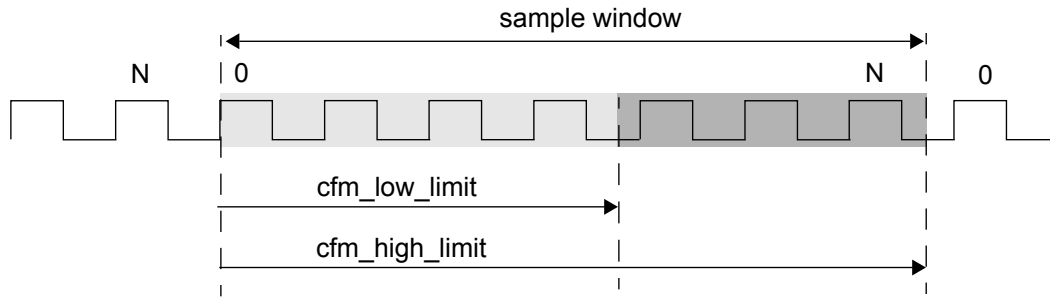 sample window
N 0 N 0
cfm_low_limit
cfm_high_limit